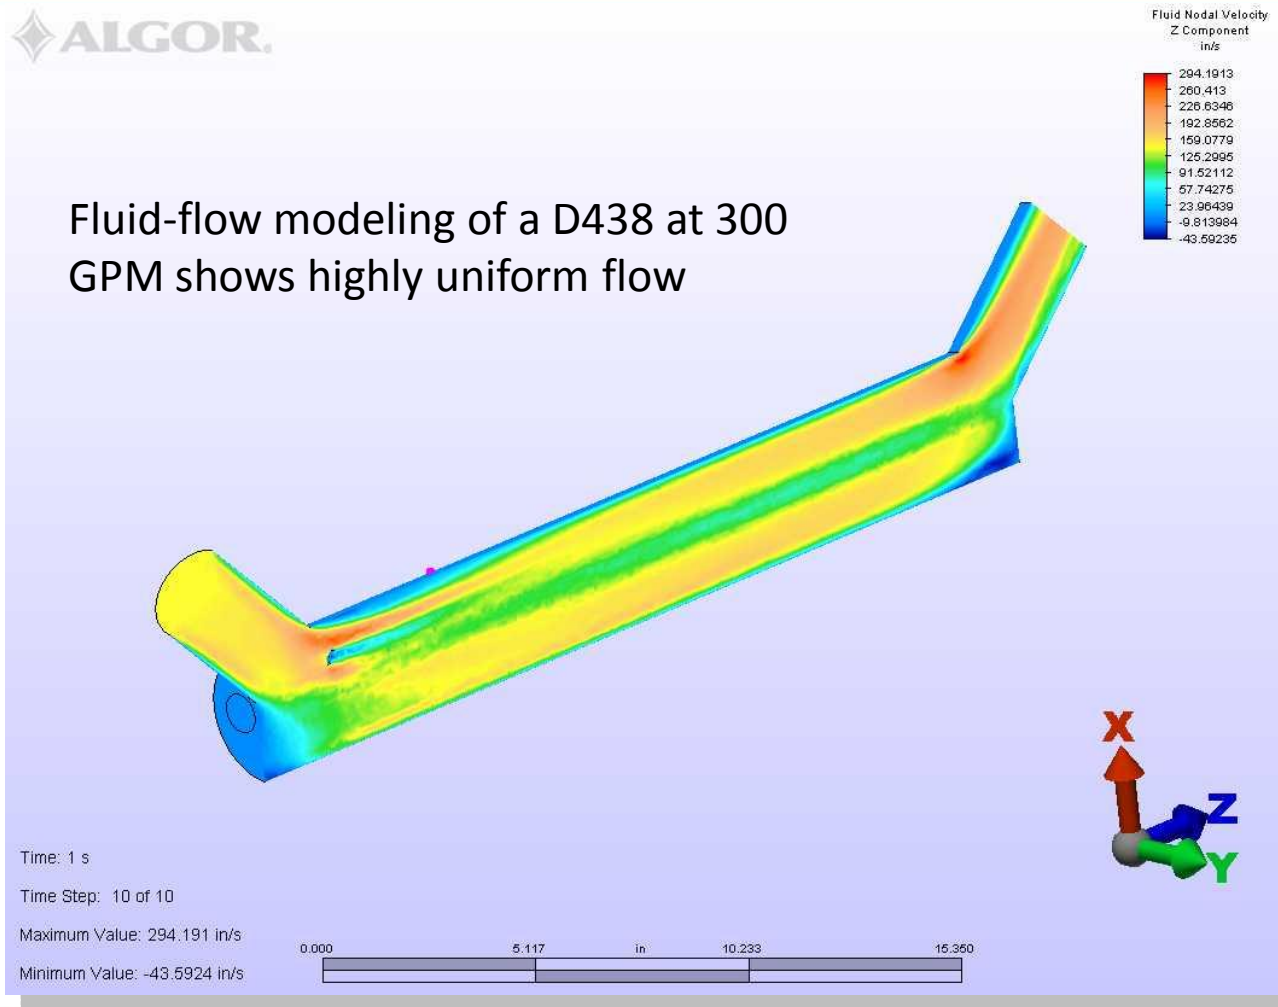 ALGOR.
Fluid Nodal Velocity
Z Component
in/s
294.1913
260.413
226.6346
192.8562
159.0779
125.2995
91.52112
57.74275
23.96439
-9.813984
-43.59235
Fluid-flow modeling of a D438 at 300
GPM shows highly uniform flow
X
Z
Y
Time: 1 s
Time Step: 10 of 10
Maximum Value: 294.191 in/s
Minimum Value: -43.5924 in/s
0.000 5.117 in 10.233 15.350